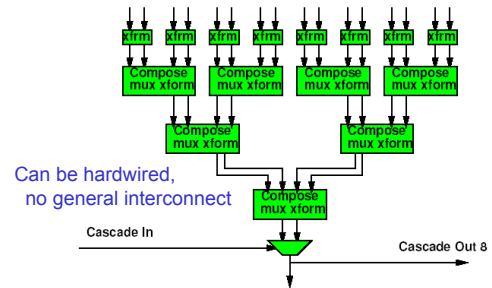 xfrm xfrm xfrm xfrm xfrm xfrm xfrm xfrm
Compose Compose Compose Compose
mux xform mux xform mux xform mux xform
Compose Compose
mux xform mux xform
Can be hardwired,
no general interconnect
Compose
mux xform
Cascade In
Cascade Out 8